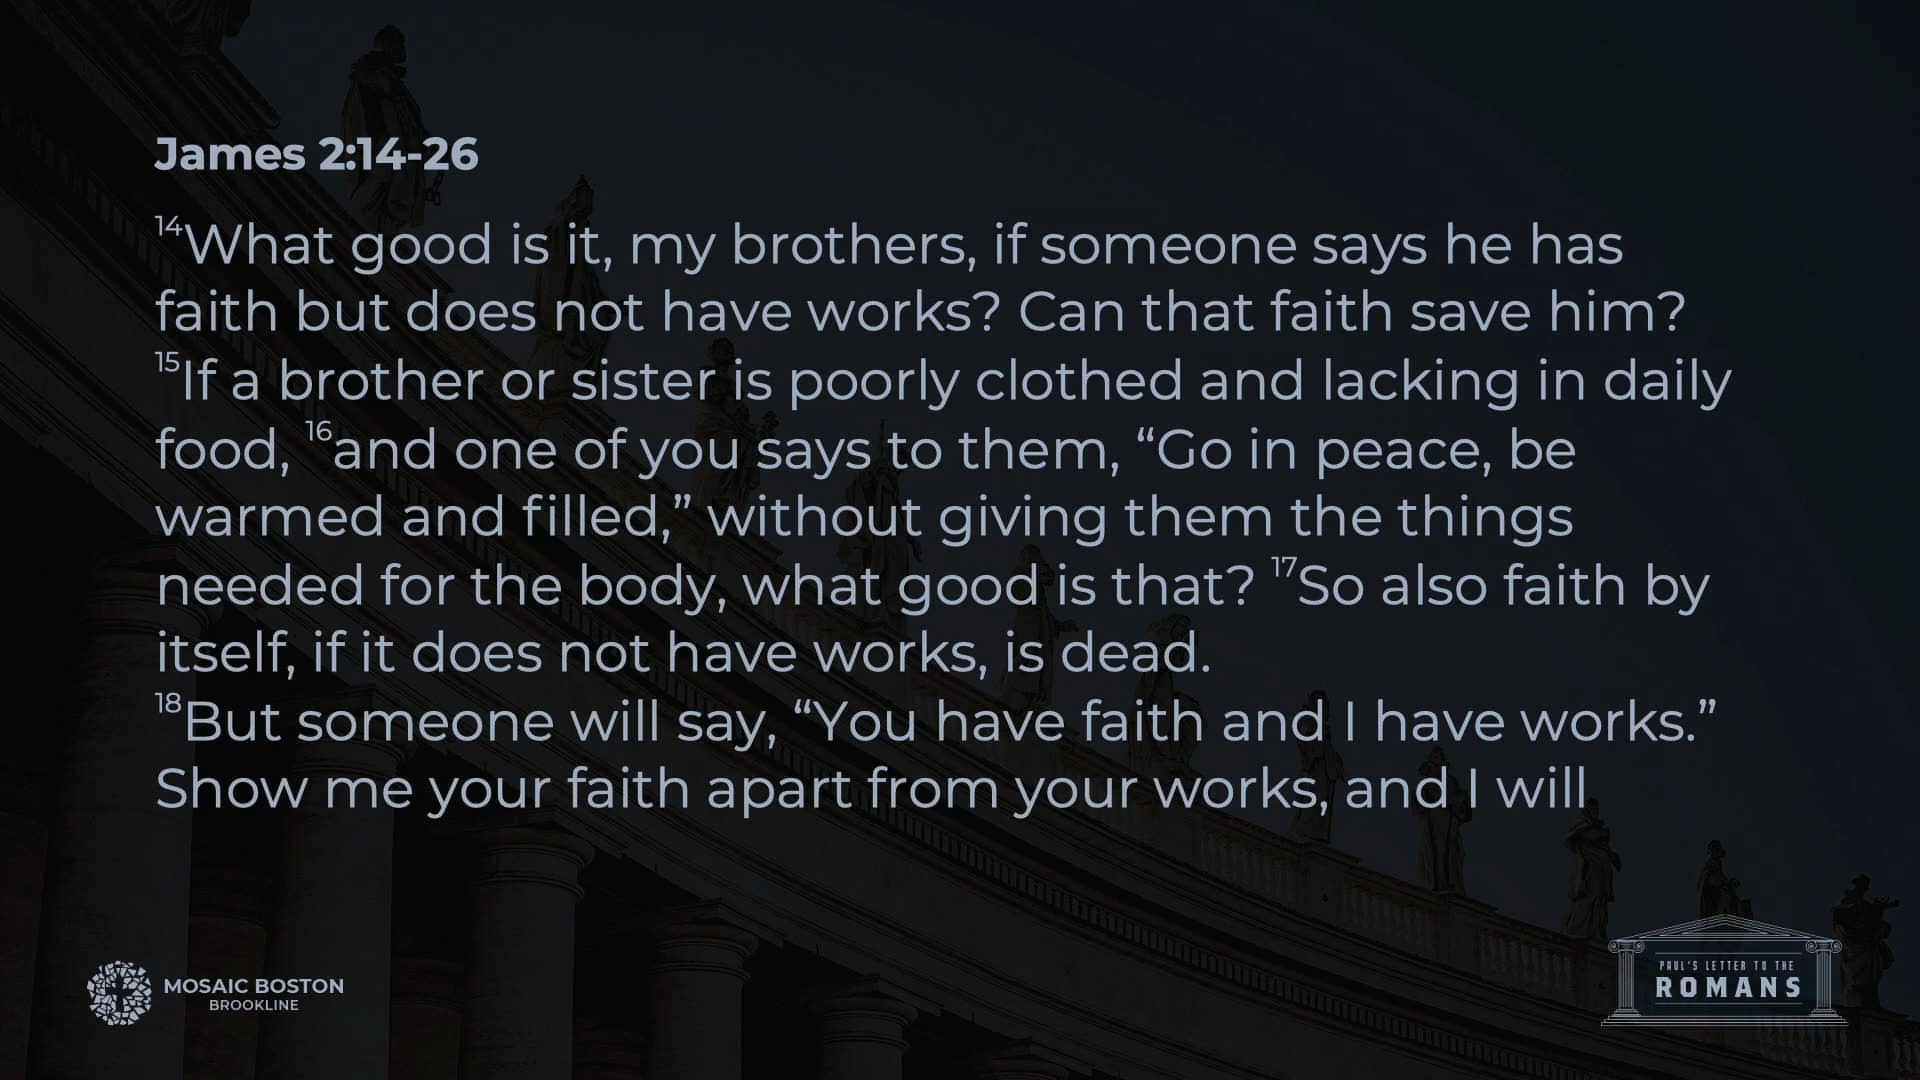 James 2:14-26
14What good is it, my brothers, if someone says he has
faith but does not have works? Can that faith save him?
15If a brother or sister is poorly clothed and lacking in daily
food, 16and one of you says to them, “Go in peace, be
warmed and filled,” without giving them the things
needed for the body, what good is that? 17So also faith by
itself, if it does not have works, is dead.
18But someone will say, “You have faith and I have works.”
Show me your faith apart from your works, and I will
MOSAIC BOSTON
BROOKLINE
PAUL'S LETTER TO THE
ROMANS